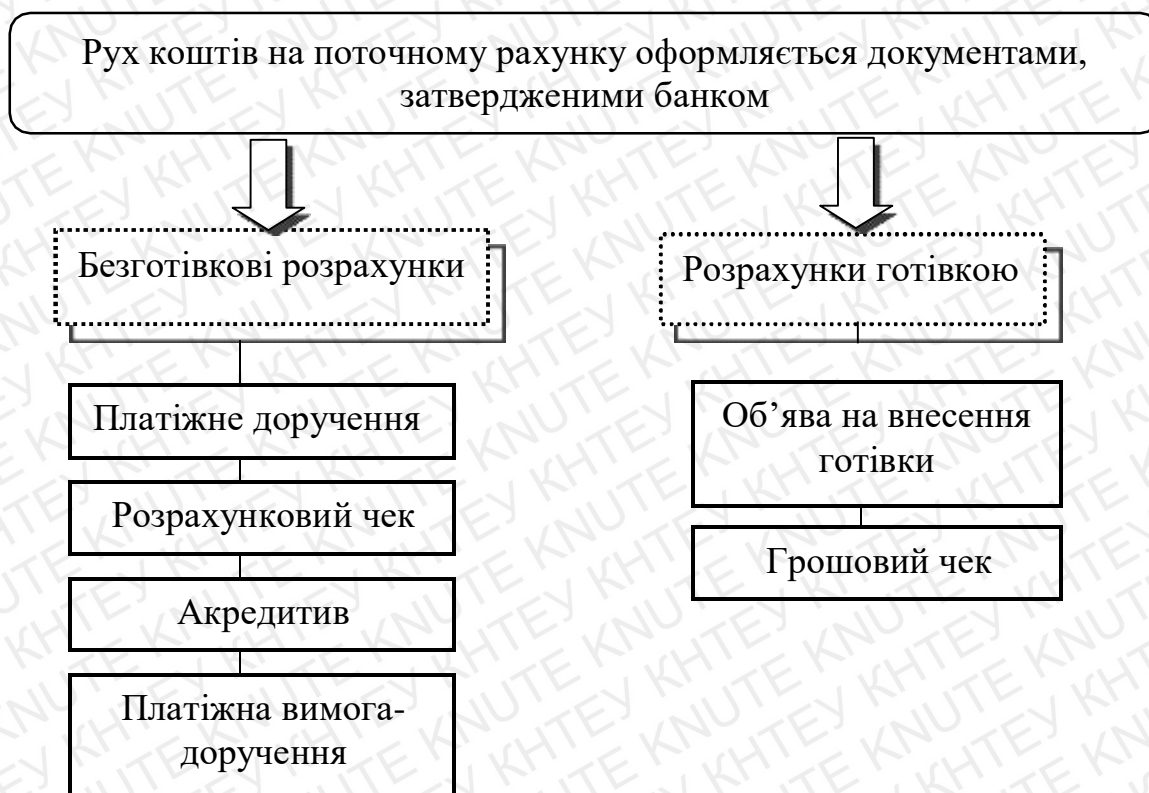 Рух коштів на поточному рахунку оформляється документами,
затвердженими банком
Безготівкові розрахунки
Розрахунки готівкою
Платіжне доручення
Розрахунковий чек
Акредитив
Платіжна вимога-
доручення
Об’ява на внесення
готівки
Грошовий чек